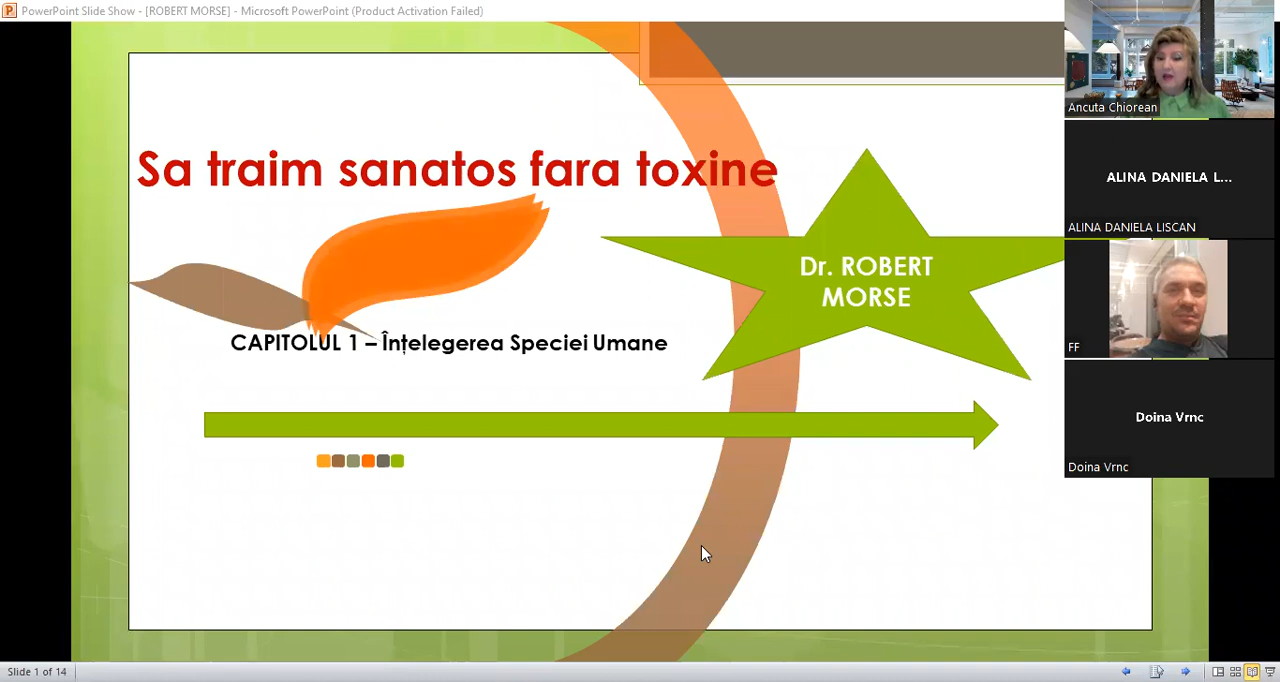 PowerPoint Slide Show - [ROBERT MORSE] - Microsoft PowerPoint (Product Activation Failed)
Sa traim sanatos fara toxine
Dr. ROBERT
MORSE
CAPITOLUL 1 – Înțelegerea Speciei Umane
Ancuta Chiorean
ALINA DANIELA L...
ALINA DANIELA LISCAN
FF
Doina Vrnc
Doina Vrnc
Slide 1 of 14